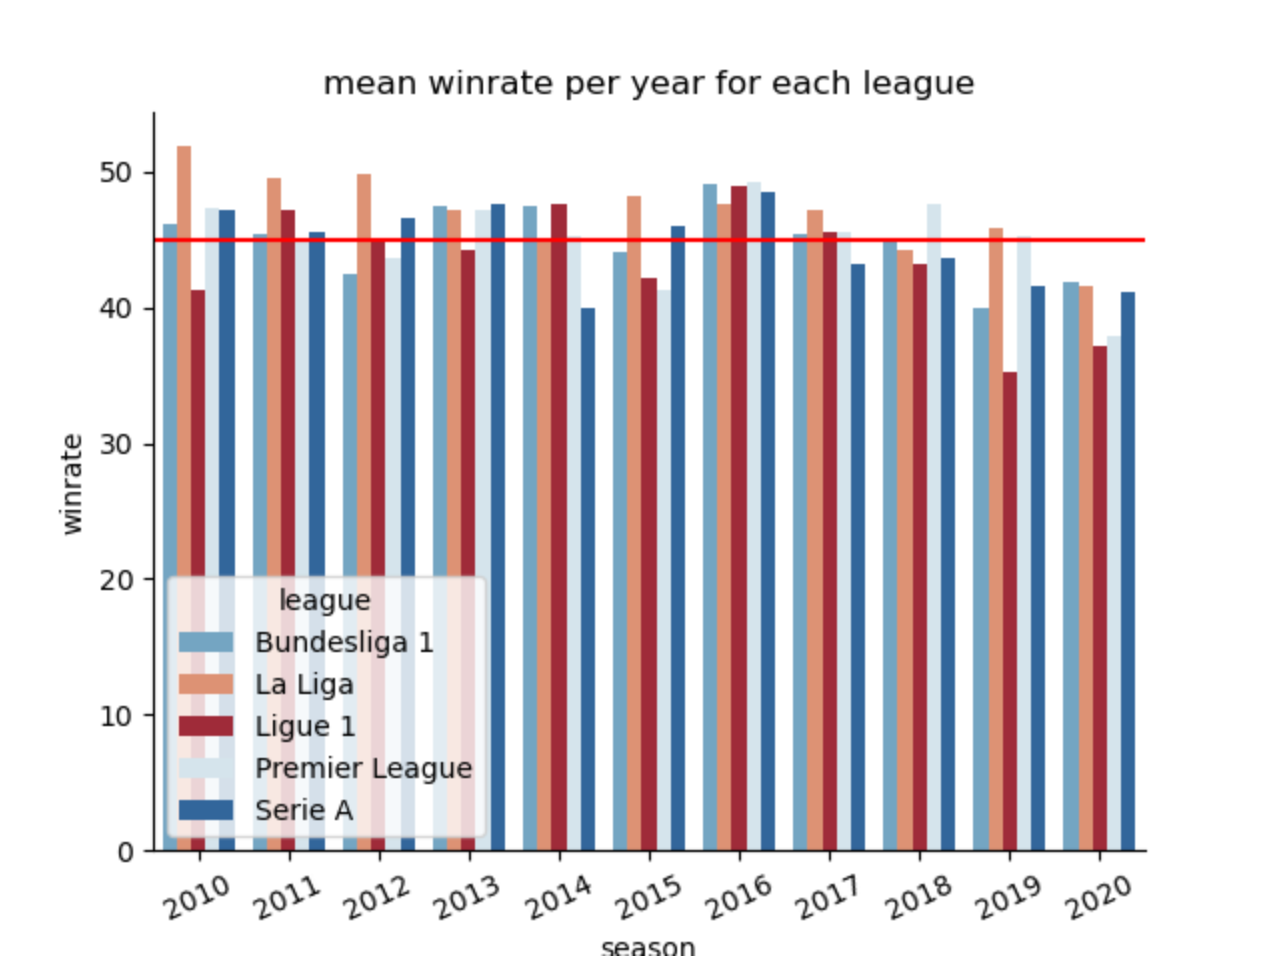 mean winrate per year for each league
50
40
30
20
10
0
winrate
league
Bundesliga 1
La Liga
Ligue 1
Premier League
Serie A
2010 2011 2012 2013 2014 2015 2016 2017 2018 2019 2020
season